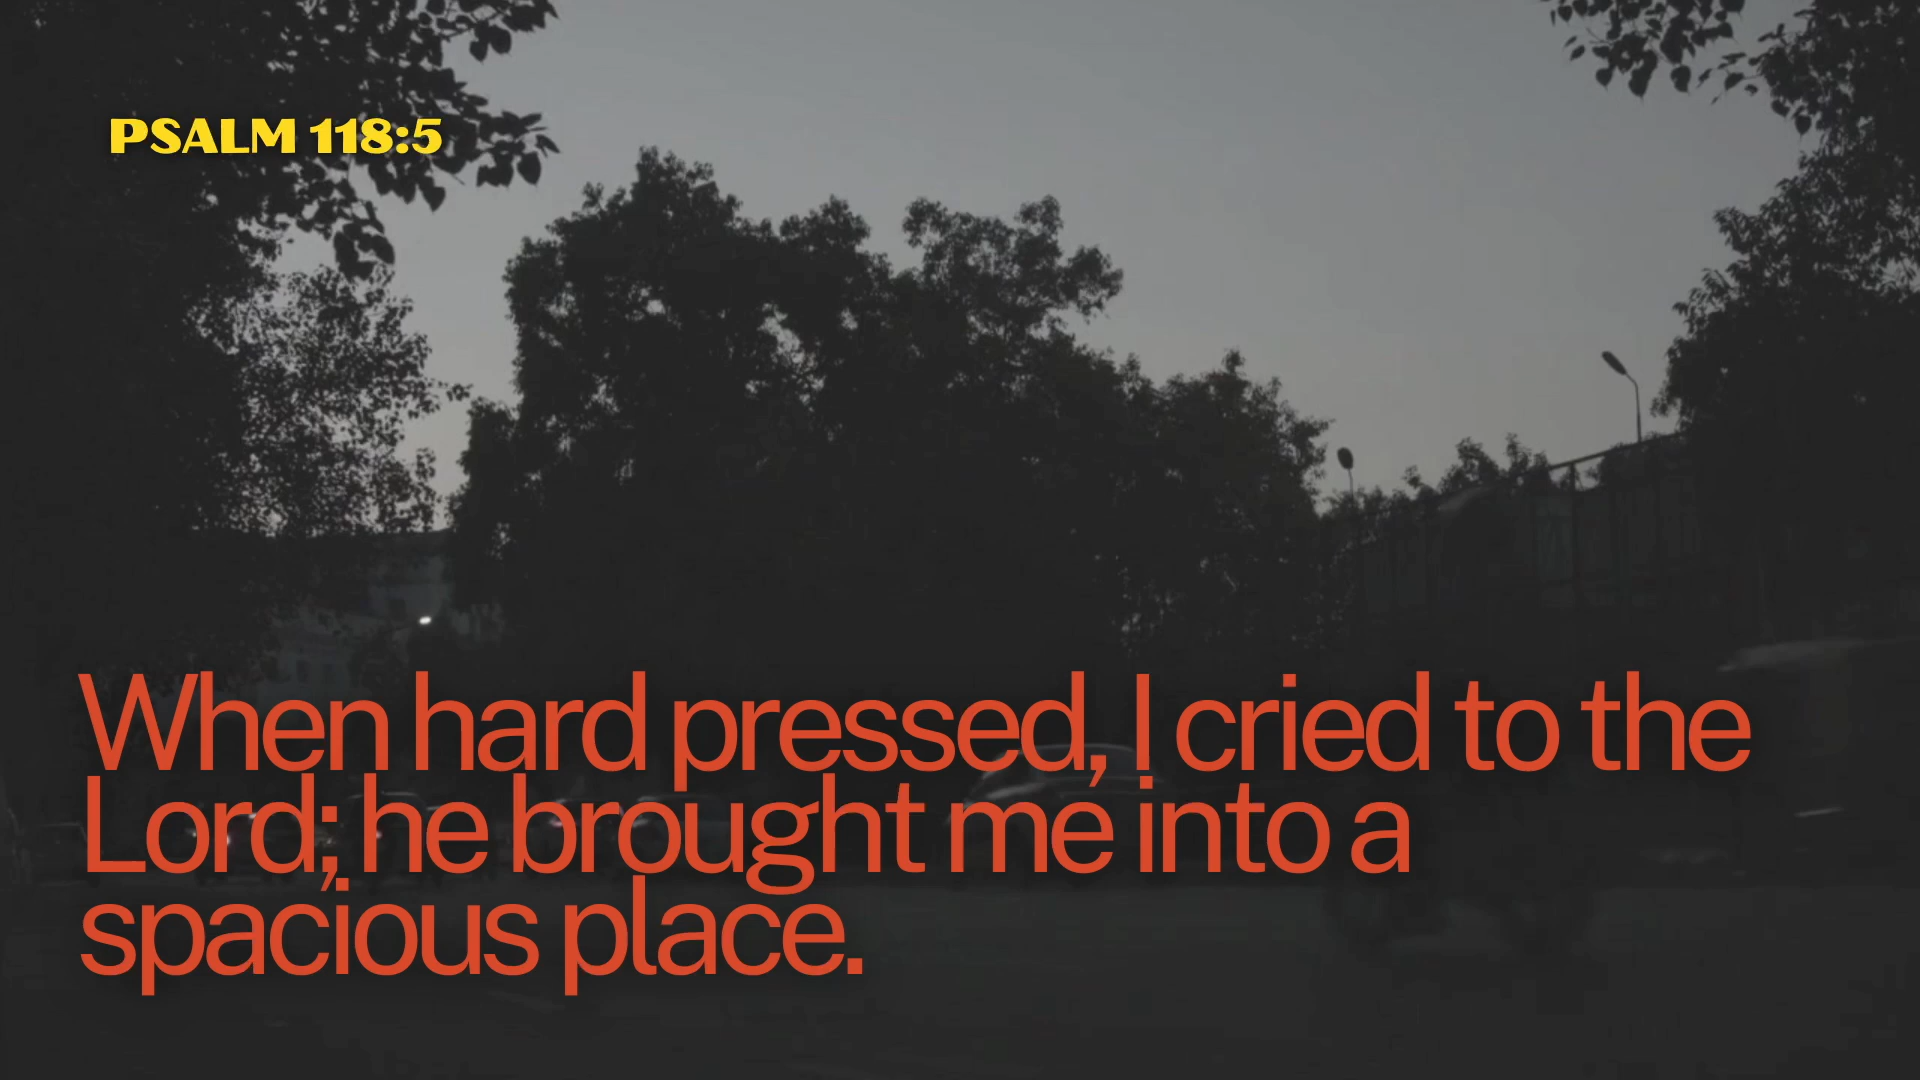 PSALM 118:5
When hard pressed, I cried to the
Lord; he brought me into a
spacious place.